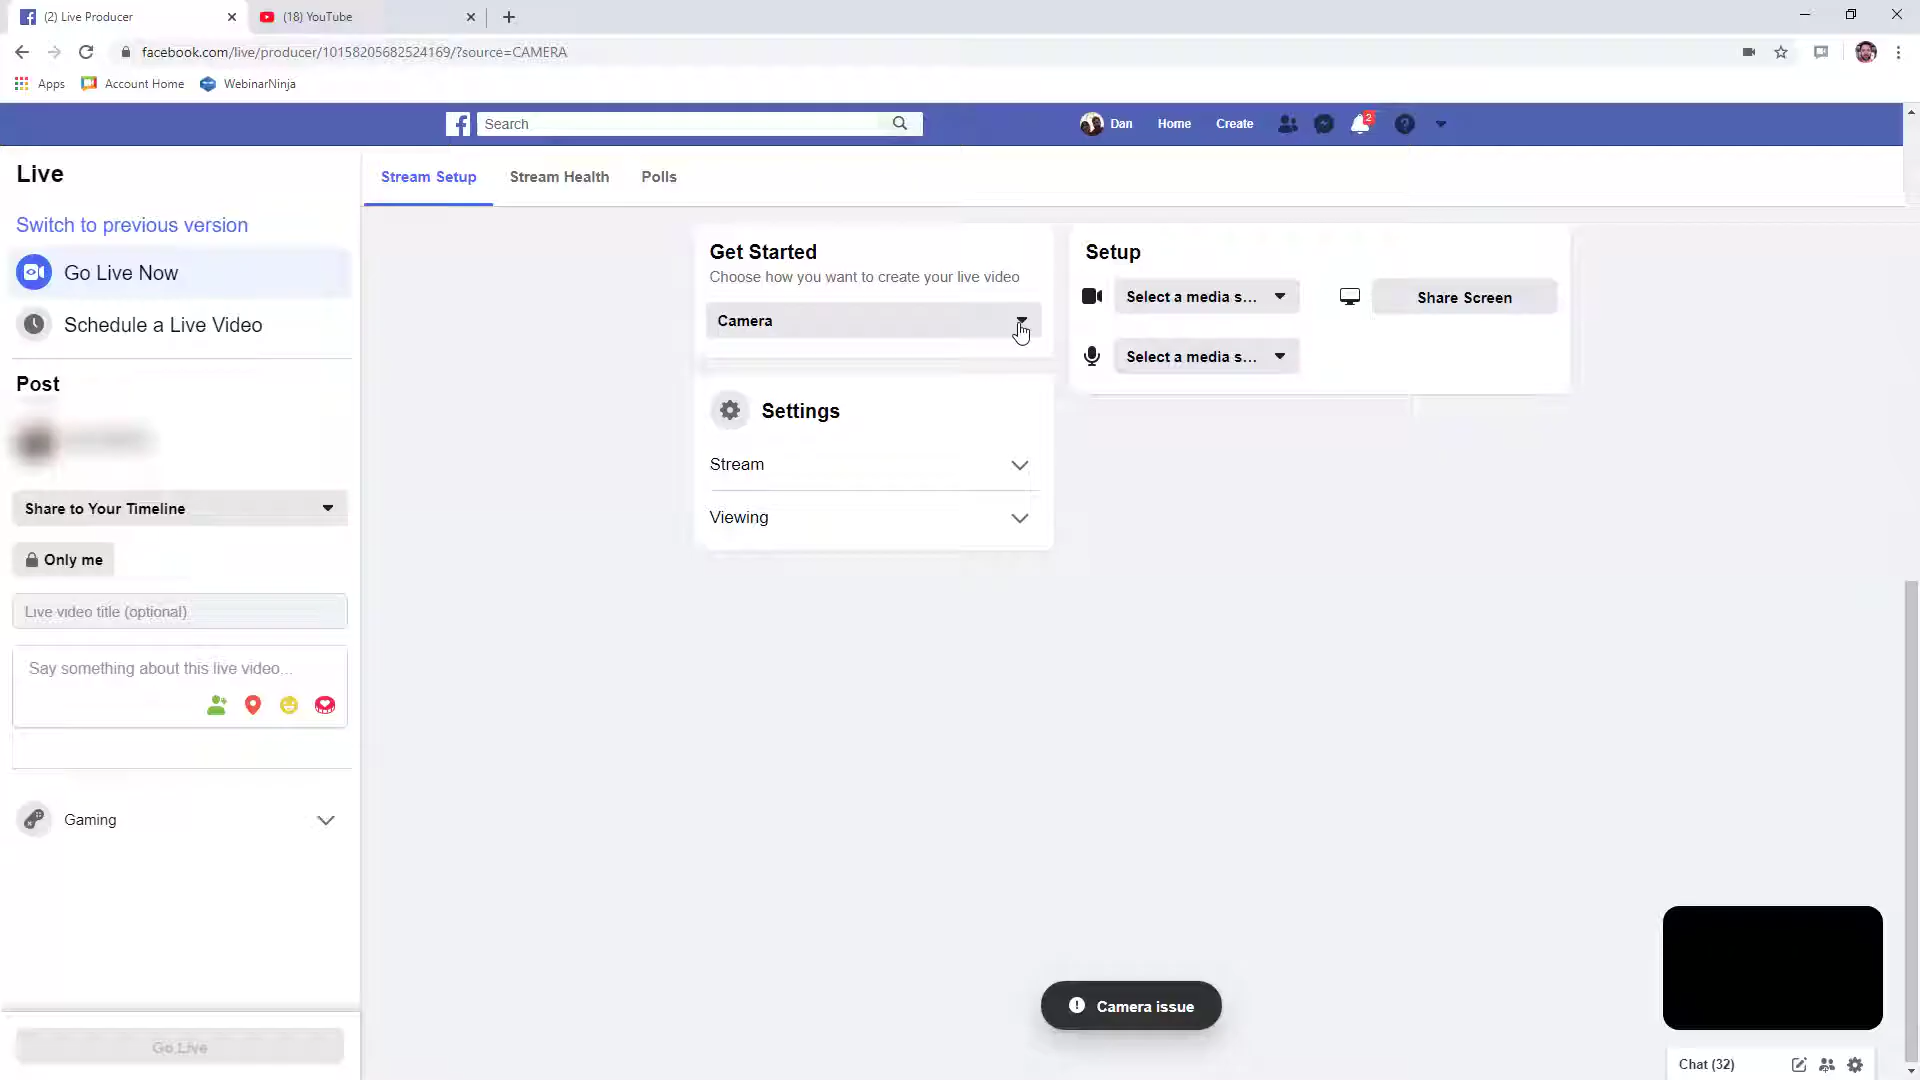 (2) Live Producer
(18) YouTube
facebook.com/live/producer/10158205682524169/?source=CAMERA
Apps
Account Home
WebinarNinja
Search
Dan
Home
Create
2
Live
Switch to previous version
Go Live Now
Schedule a Live Video
Post
Share to Your Timeline
Only me
Live video title (optional)
Say something about this live video...
Gaming
Go Live
Stream Setup
Stream Health
Polls
Get Started
Choose how you want to create your live video
Camera
Settings
Stream
Viewing
Setup
Select a media s...
Share Screen
Select a media s...
Camera issue
Chat (32)